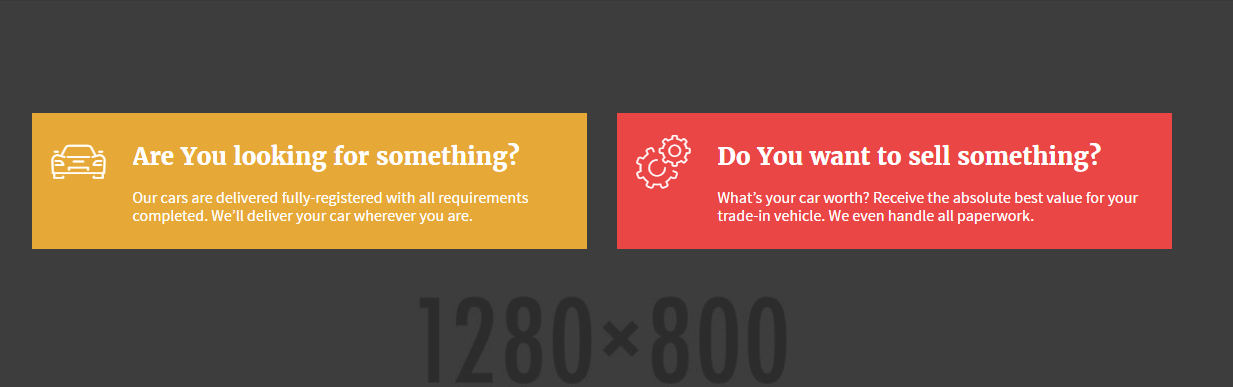 Are You looking for something?
Our cars are delivered fully-registered with all requirements
completed. We’ll deliver your car wherever you are.
Do You want to sell something?
What’s your car worth? Receive the absolute best value for your
trade-in vehicle. We even handle all paperwork.
1280×800